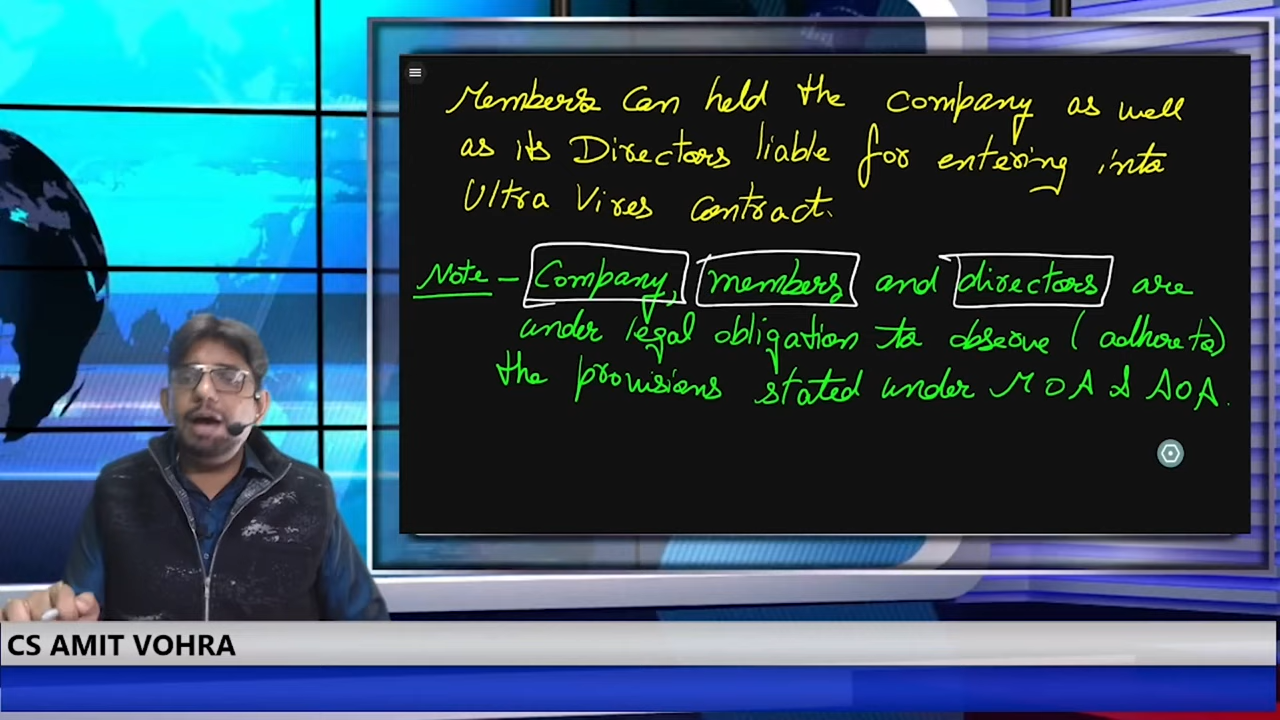 Members can held the company as well
as its Directors liable for entering into
Ultra Vires contract.
Note - Company, members and directors are
under legal obligation to observe (adhere to)
the provisions stated under MOA & AOA.
CS AMIT VOHRA